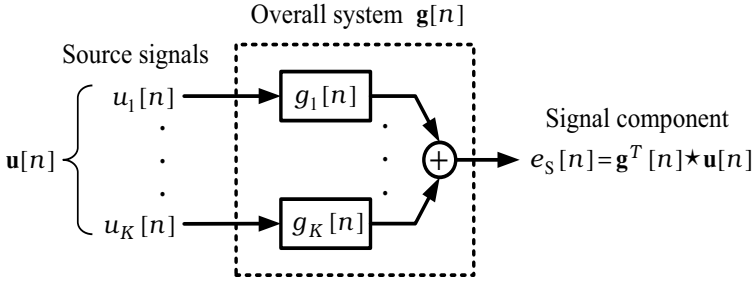 Overall system g[n]
Source signals
u₁[n]
g₁[n]
Signal component
u[n]
+
e_S[n]=g^T[n]⋆u[n]
u_K[n]
g_K[n]